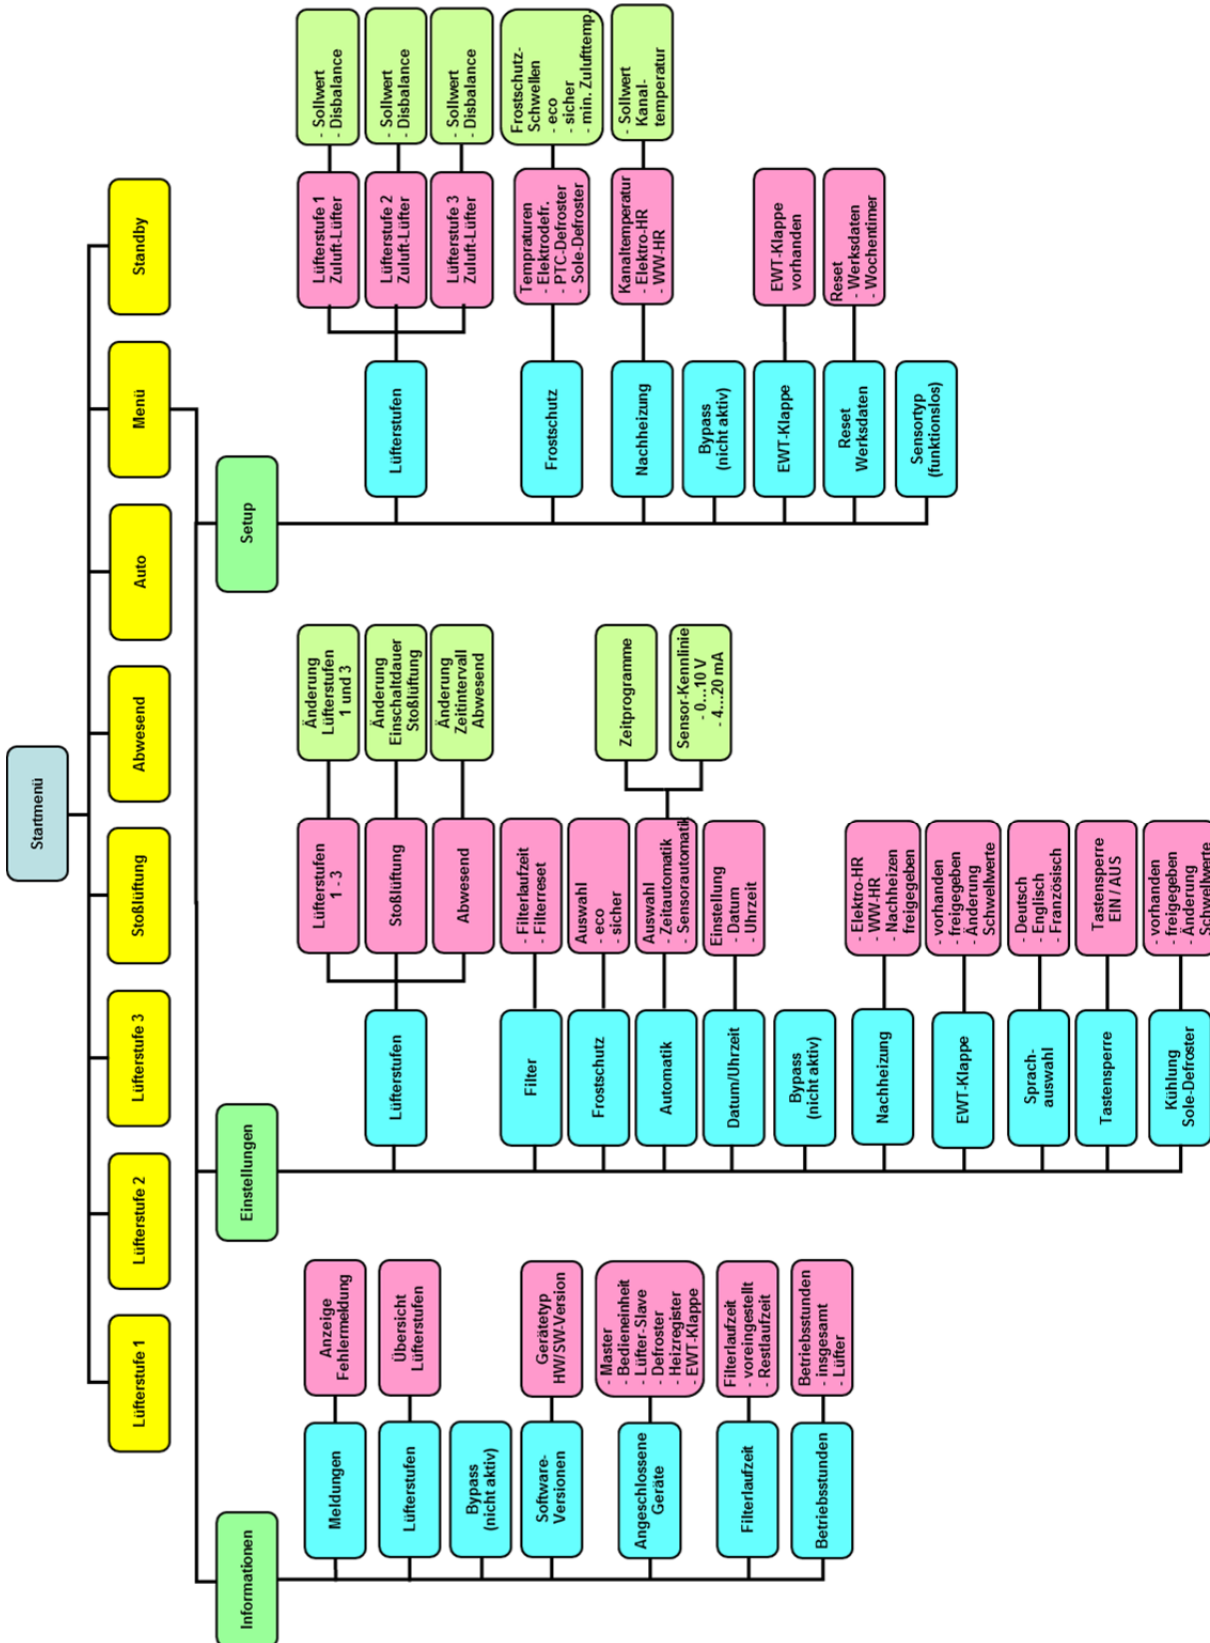 Startmenü
Lüfterstufe 1
Lüfterstufe 2
Lüfterstufe 3
Stoßlüftung
Abwesend
Auto
Menü
Standby
Informationen
Einstellungen
Setup
Meldungen
Anzeige
Fehlermeldung
Lüfterstufen
Übersicht
Lüfterstufen
Bypass
(nicht aktiv)
Software-
Versionen
Gerätetyp
HW/SW-Version
Angeschlossene
Geräte
- Master
- Bedieneinheit
- Lüfter-Slave
- Defroster
- Heizregister
- EWT-Klappe
Filterlaufzeit
Filterlaufzeit
- voreingestellt
- Restlaufzeit
Betriebsstunden
Betriebsstunden
- insgesamt
- Lüfter
Lüfterstufen
Lüfterstufen
1 - 3
Änderung
Lüfterstufen
1 und 3
Stoßlüftung
Änderung
Einschaltdauer
Stoßlüftung
Abwesend
Änderung
Zeitintervall
Abwesend
Filter
- Filterlaufzeit
- Filterreset
Frostschutz
Auswahl
- eco
- sicher
Automatik
Auswahl
- Zeitautomatik
- Sensorautomatik
Zeitprogramme
Sensor-Kennlinie
- 0...10 V
- 4...20 mA
Datum/Uhrzeit
Einstellung
- Datum
- Uhrzeit
Bypass
(nicht aktiv)
Nachheizung
- Elektro-HR
- WW-HR
- Nachheizen
freigegeben
EWT-Klappe
- vorhanden
- freigegeben
- Änderung
Schwellwerte
Sprach-
auswahl
- Deutsch
- Englisch
- Französisch
Tastensperre
Tastensperre
EIN / AUS
Kühlung
Sole-Defroster
- vorhanden
- freigegeben
- Änderung
Schwellwerte
Lüfterstufen
Lüfterstufe 1
Zuluft-Lüfter
- Sollwert
- Disbalance
Lüfterstufe 2
Zuluft-Lüfter
- Sollwert
- Disbalance
Lüfterstufe 3
Zuluft-Lüfter
- Sollwert
- Disbalance
Frostschutz
Tempraturen
- Elektrodefr.
- PTC-Defroster
- Sole-Defroster
Frostschutz-
Schwellen
- eco
- sicher
- min. Zulufttemp.
Nachheizung
Kanaltemperatur
- Elektro-HR
- WW-HR
- Sollwert
Kanal-
temperatur
Bypass
(nicht aktiv)
EWT-Klappe
EWT-Klappe
vorhanden
Reset
Werksdaten
Reset
- Werksdaten
- Wochentimer
Sensortyp
(funktionslos)